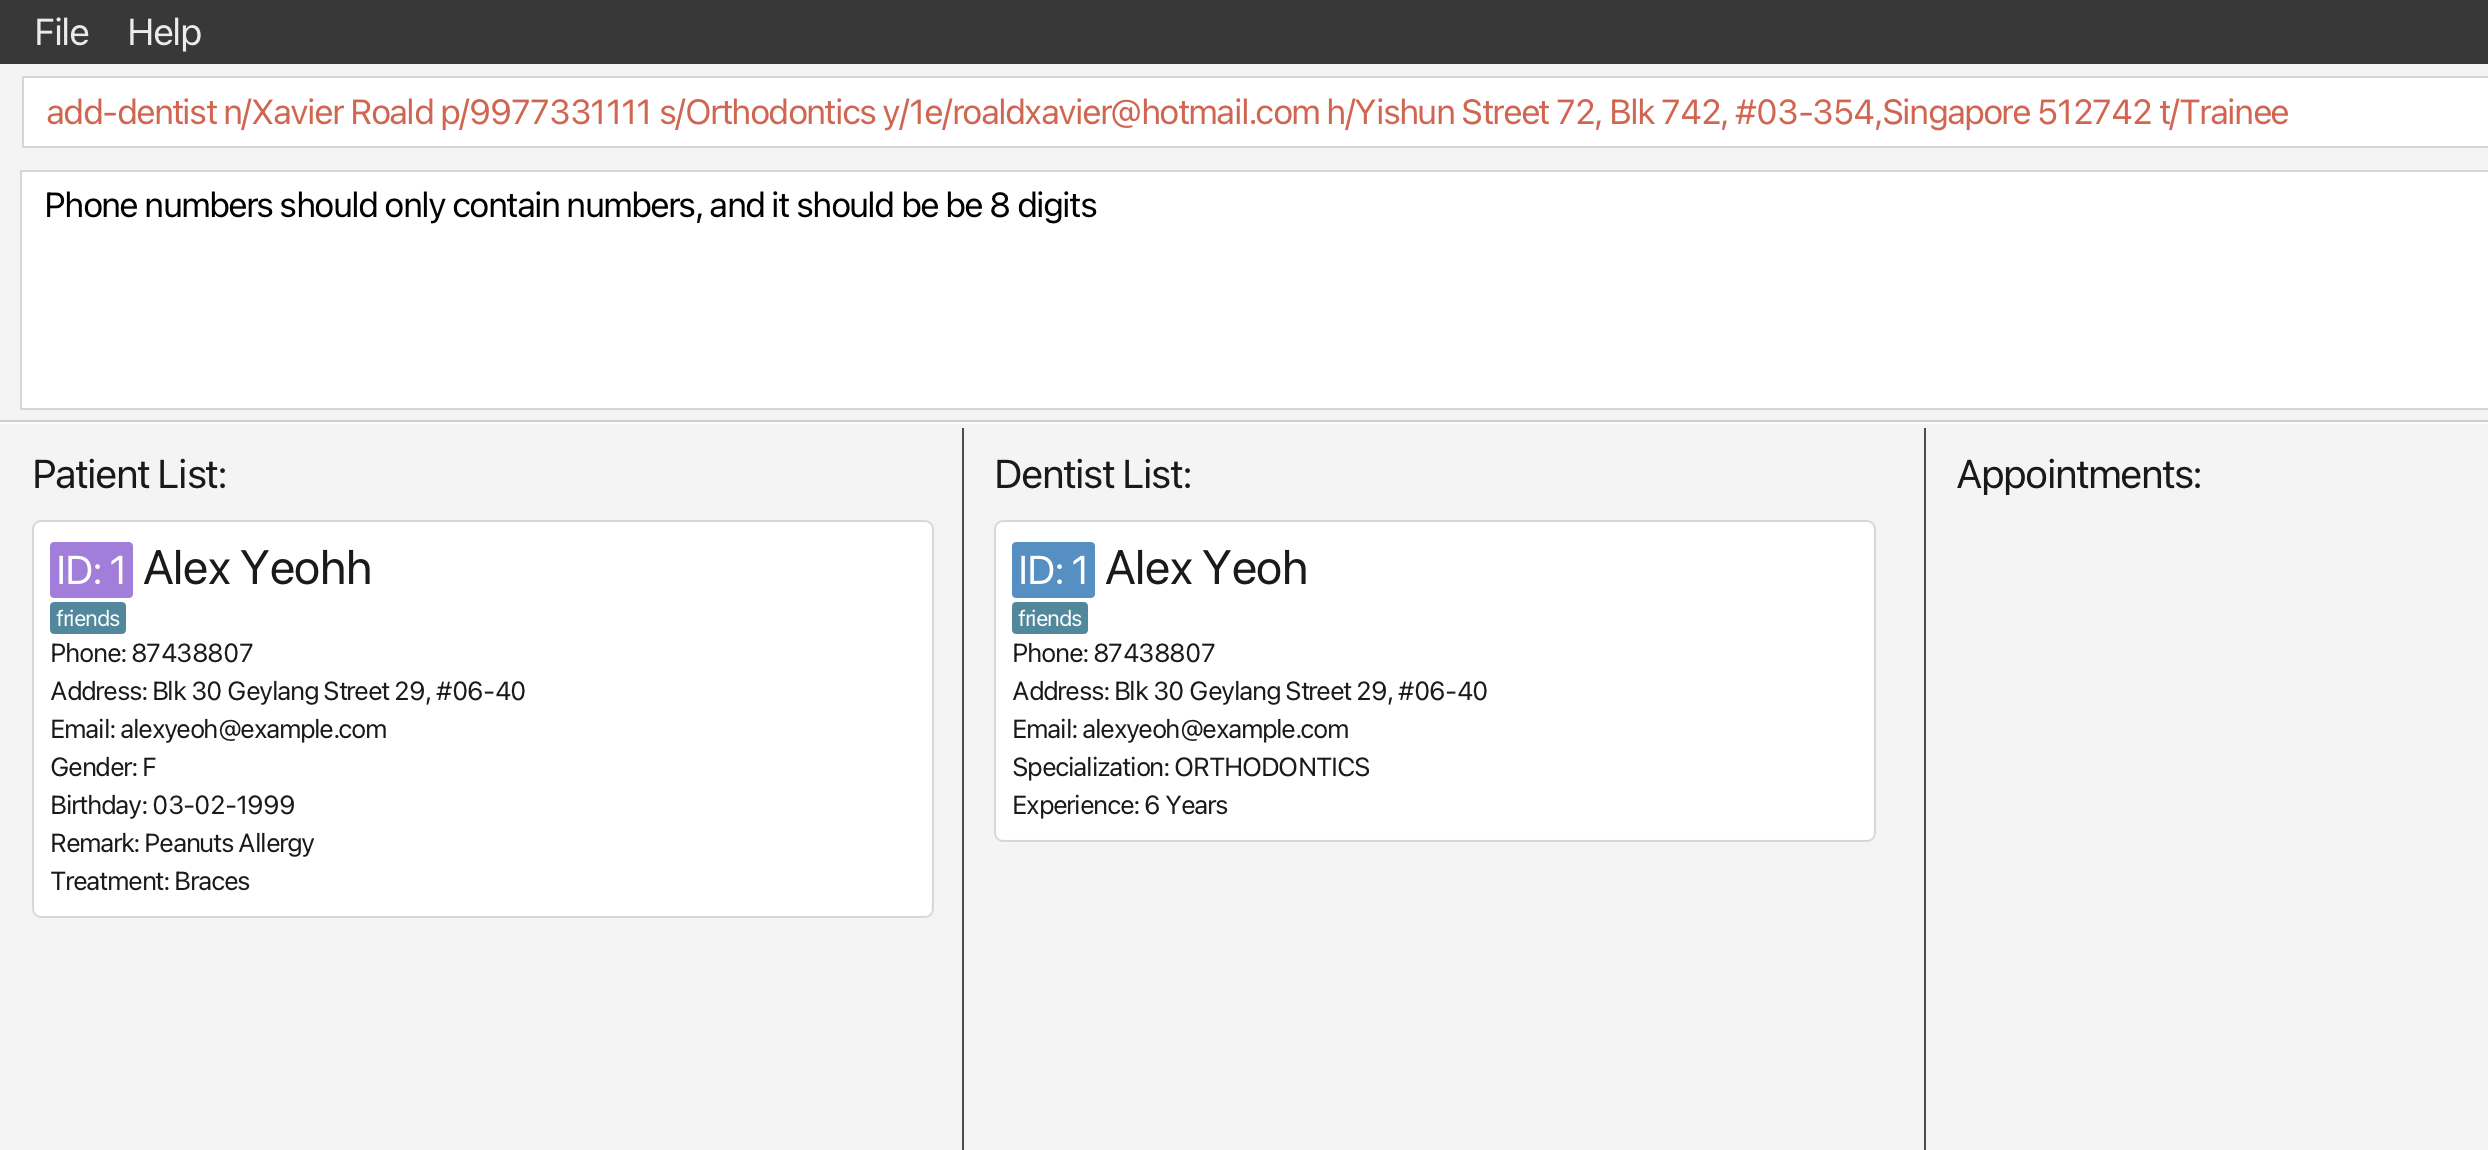 File Help
add-dentist n/Xavier Roald p/9977331111 s/Orthodontics y/1e/roaldxavier@hotmail.com h/Yishun Street 72, Blk 742, #03-354,Singapore 512742 t/Trainee
Phone numbers should only contain numbers, and it should be be 8 digits
Patient List:
ID: 1 Alex Yeohh
friends
Phone: 87438807
Address: Blk 30 Geylang Street 29, #06-40
Email: alexyeoh@example.com
Gender: F
Birthday: 03-02-1999
Remark: Peanuts Allergy
Treatment: Braces
Dentist List:
ID: 1 Alex Yeoh
friends
Phone: 87438807
Address: Blk 30 Geylang Street 29, #06-40
Email: alexyeoh@example.com
Specialization: ORTHODONTICS
Experience: 6 Years
Appointments: